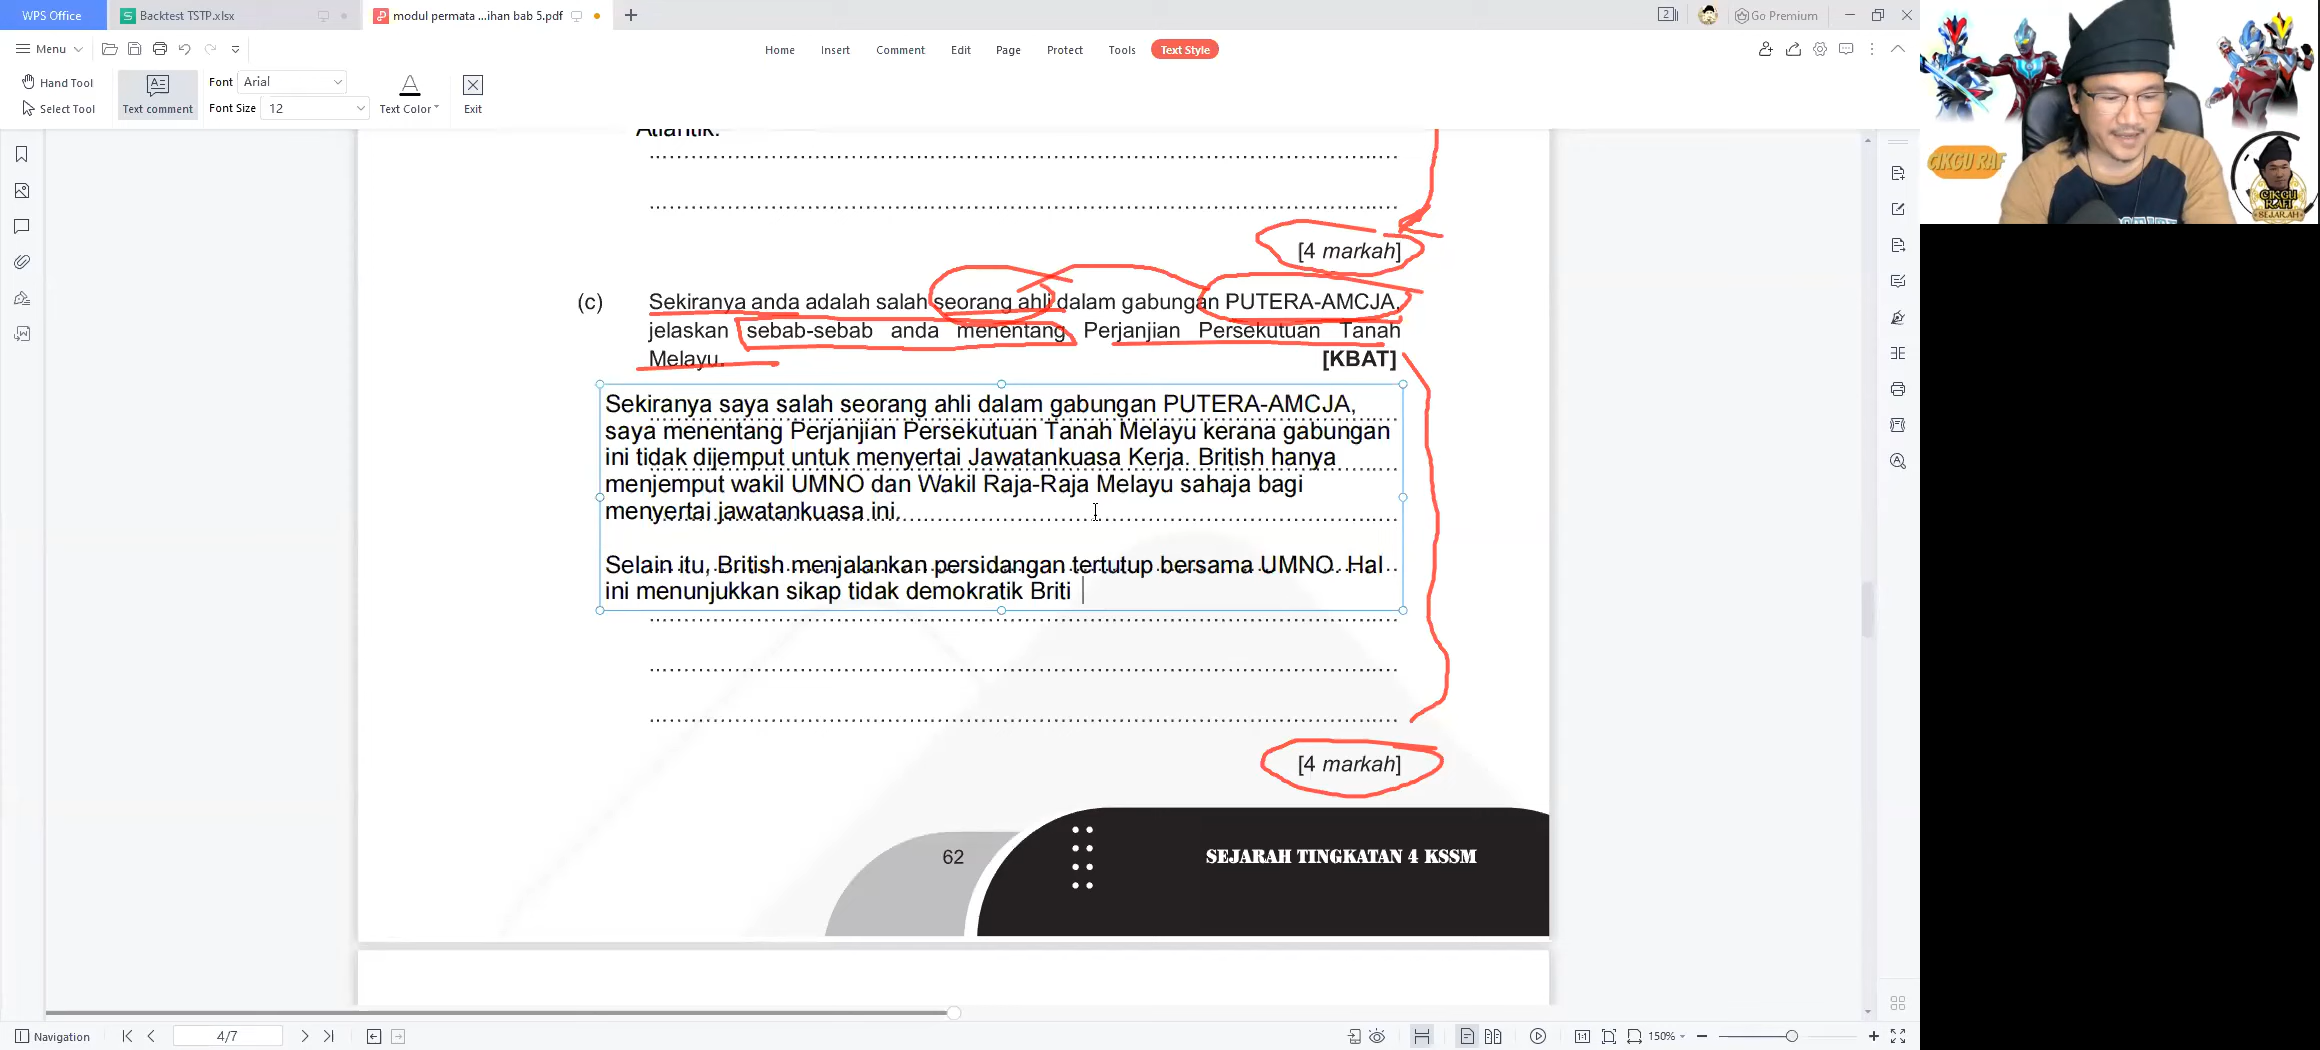 WPS Office
Backtest TSTP.xlsx
modul permata ...ihan bab 5.pdf
Go Premium
Menu
Home
Insert
Comment
Edit
Page
Protect
Tools
Text Style
Hand Tool
Select Tool
Text comment
Font
Arial
Font Size
12
Text Color
Exit
CIKGU RAF
CIKGU
RAFI
SEJARAH
Atlantik.
[4 markah]
(c) Sekiranya anda adalah salah seorang ahli dalam gabungan PUTERA-AMCJA,
jelaskan sebab-sebab anda menentang Perjanjian Persekutuan Tanah
Melayu. [KBAT]
Sekiranya saya salah seorang ahli dalam gabungan PUTERA-AMCJA,
saya menentang Perjanjian Persekutuan Tanah Melayu kerana gabungan
ini tidak dijemput untuk menyertai Jawatankuasa Kerja. British hanya
menjemput wakil UMNO dan Wakil Raja-Raja Melayu sahaja bagi
menyertai jawatankuasa ini.
Selain itu, British menjalankan persidangan tertutup bersama UMNO. Hal
ini menunjukkan sikap tidak demokratik Briti
[4 markah]
62
SEJARAH TINGKATAN 4 KSSM
Navigation
4/7
1:1
150%